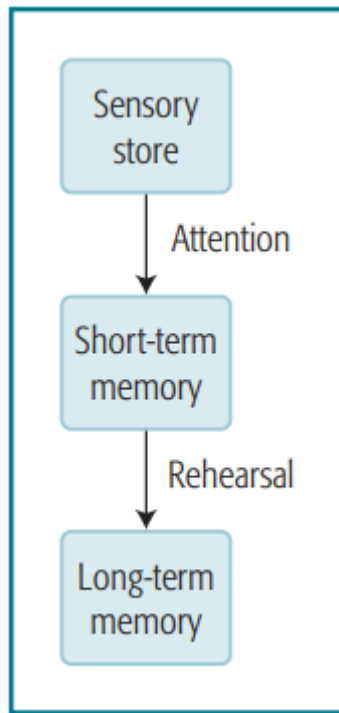 Sensory
store
Attention
Short-term
memory
Rehearsal
Long-term
memory